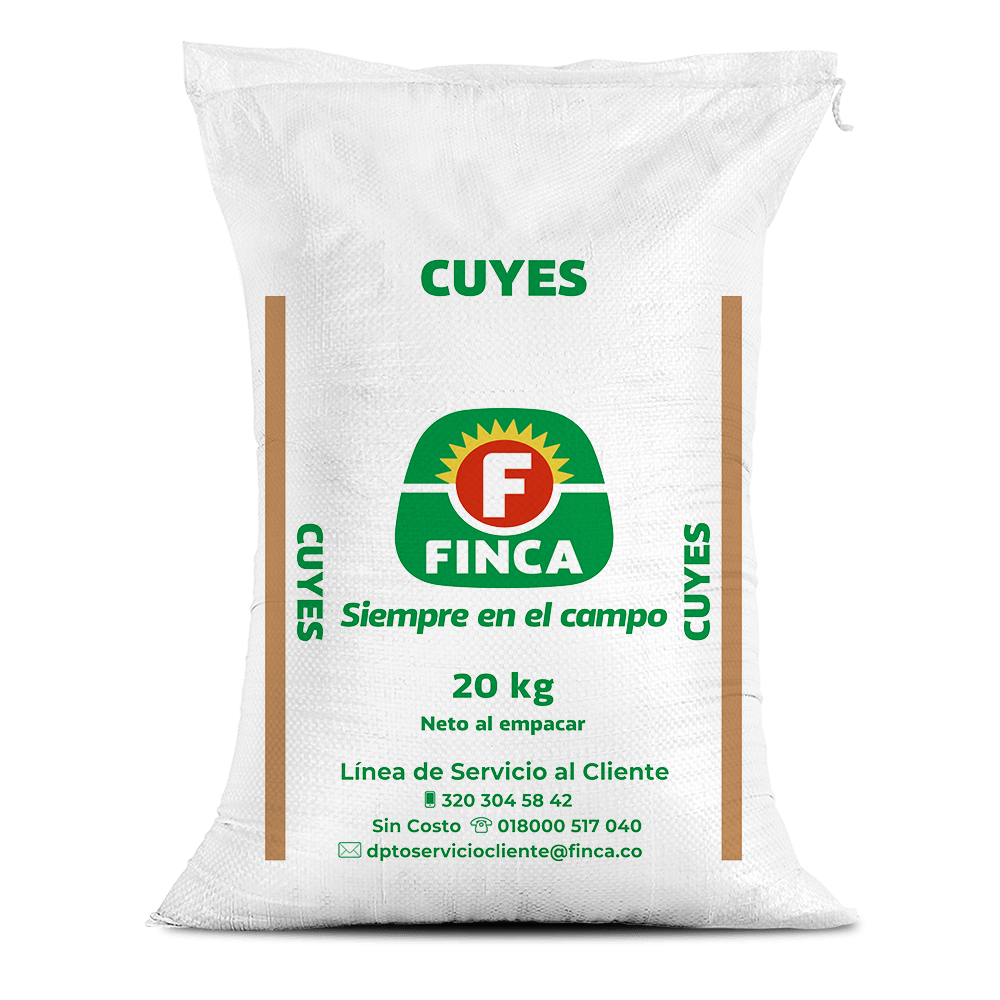 CUYES
F
FINCA
CUYES
CUYES
Siempre en el campo
20 kg
Neto al empacar
Línea de Servicio al Cliente
320 304 58 42
Sin Costo 018000 517 040
dptoserviciocliente@finca.co